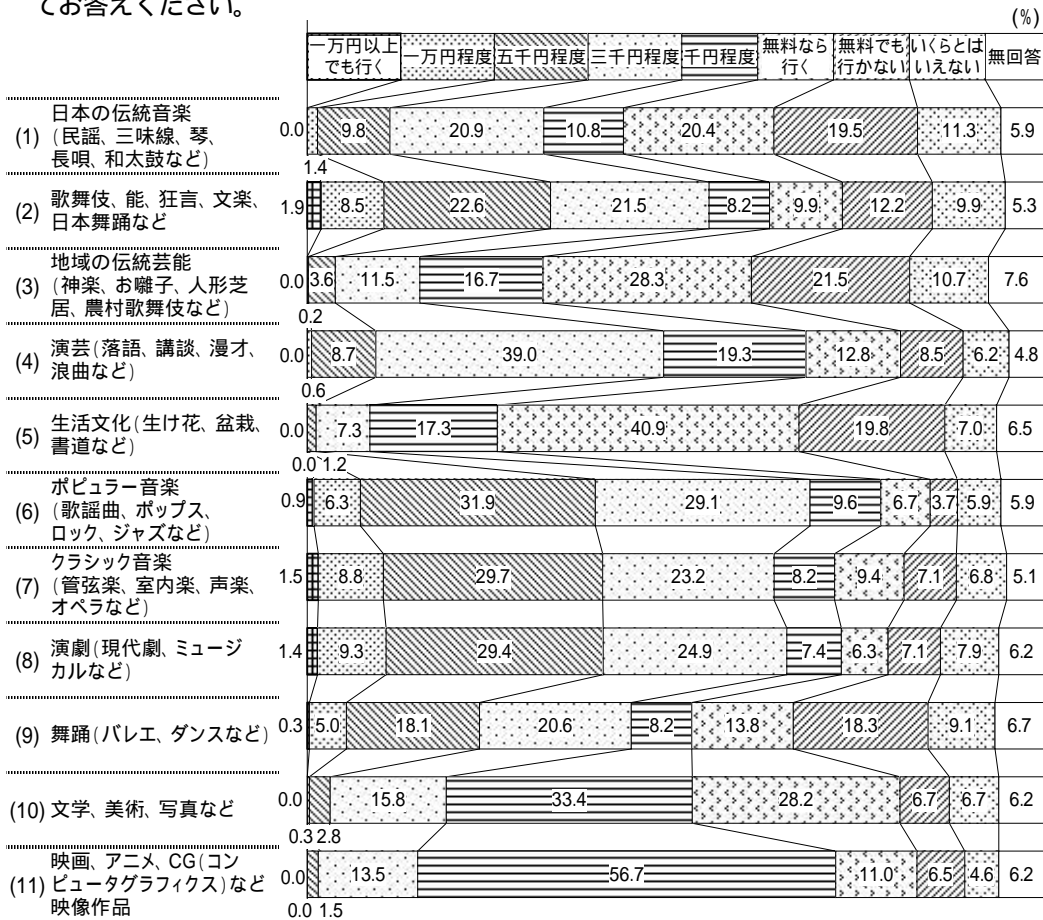 てお答えください。
(%)
一万円以上 でも行く 一万円程度 五千円程度 三千円程度 千円程度 無料なら 行く 無料でも 行かない いくらとは いえない 無回答
(1) 日本の伝統音楽
(民謡、三味線、琴、
長唄、和太鼓など)
0.0 9.8 20.9 10.8 20.4 19.5 11.3 5.9
1.4
(2) 歌舞伎、能、狂言、文楽、
日本舞踊など
1.9 8.5 22.6 21.5 8.2 9.9 12.2 9.9 5.3
(3) 地域の伝統芸能
(神楽、お囃子、人形芝
居、農村歌舞伎など)
0.0 3.6 11.5 16.7 28.3 21.5 10.7 7.6
0.2
(4) 演芸(落語、講談、漫才、
浪曲など)
0.0 8.7 39.0 19.3 12.8 8.5 6.2 4.8
0.6
(5) 生活文化(生け花、盆栽、
書道など)
0.0 7.3 17.3 40.9 19.8 7.0 6.5
0.0 1.2
(6) ポピュラー音楽
(歌謡曲、ポップス、
ロック、ジャズなど)
0.9 6.3 31.9 29.1 9.6 6.7 3.7 5.9 5.9
(7) クラシック音楽
(管弦楽、室内楽、声楽、
オペラなど)
1.5 8.8 29.7 23.2 8.2 9.4 7.1 6.8 5.1
(8) 演劇(現代劇、ミュージ
カルなど)
1.4 9.3 29.4 24.9 7.4 6.3 7.1 7.9 6.2
(9) 舞踊(バレエ、ダンスなど)
0.3 5.0 18.1 20.6 8.2 13.8 18.3 9.1 6.7
(10) 文学、美術、写真など
0.0 15.8 33.4 28.2 6.7 6.7 6.2
0.3 2.8
(11) 映画、アニメ、CG(コン
ピュータグラフィクス)など
映像作品
0.0 13.5 56.7 11.0 6.5 4.6 6.2
0.0 1.5